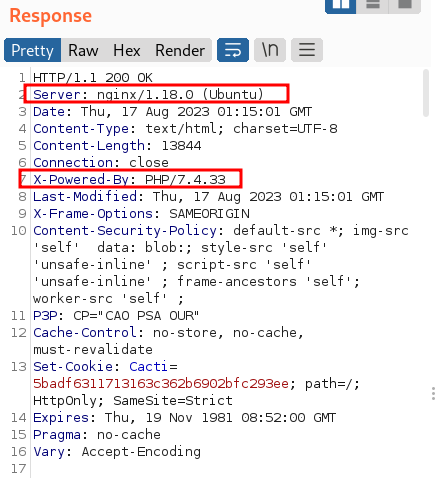 Response
Pretty Raw Hex Render \n
1 HTTP/1.1 200 OK
2 Server: nginx/1.18.0 (Ubuntu)
3 Date: Thu, 17 Aug 2023 01:15:01 GMT
4 Content-Type: text/html; charset=UTF-8
5 Content-Length: 13844
6 Connection: close
7 X-Powered-By: PHP/7.4.33
8 Last-Modified: Thu, 17 Aug 2023 01:15:01 GMT
9 X-Frame-Options: SAMEORIGIN
10 Content-Security-Policy: default-src *; img-src
'self'  data: blob:; style-src 'self'
'unsafe-inline' ; script-src 'self'
'unsafe-inline' ; frame-ancestors 'self';
worker-src 'self' ;
11 P3P: CP="CAO PSA OUR"
12 Cache-Control: no-store, no-cache,
must-revalidate
13 Set-Cookie: Cacti=
5badf6311713163c362b6902bfc293ee; path=/;
HttpOnly; SameSite=Strict
14 Expires: Thu, 19 Nov 1981 08:52:00 GMT
15 Pragma: no-cache
16 Vary: Accept-Encoding
17